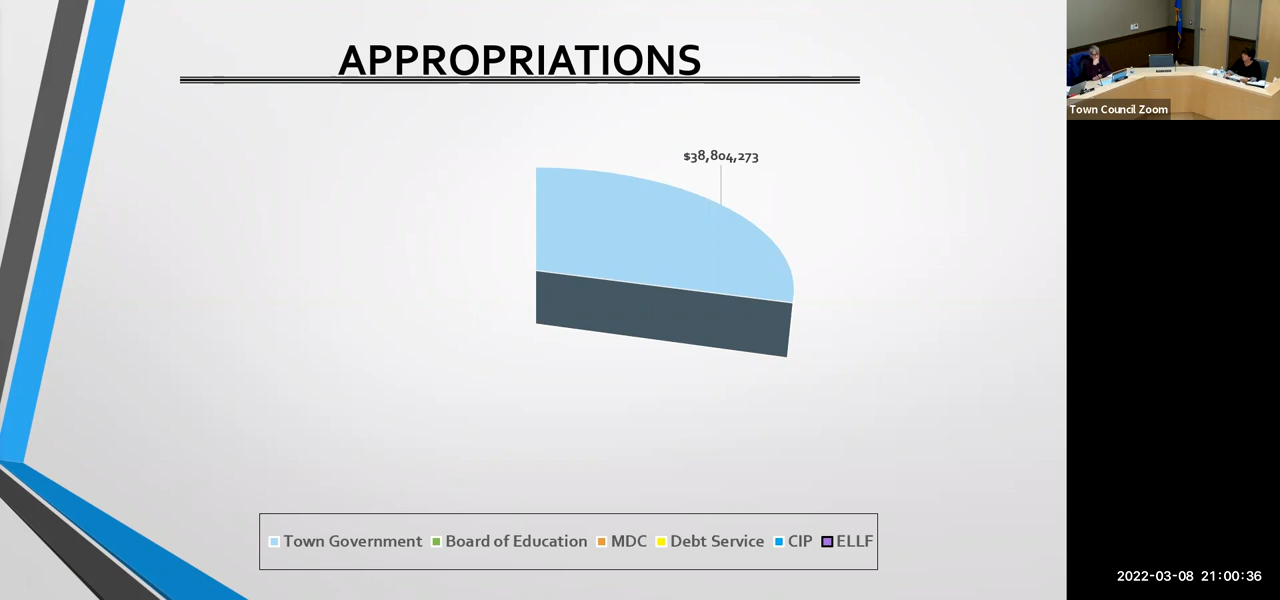 APPROPRIATIONS
$38,804,273
Town Government Board of Education MDC Debt Service CIP ELLF
Town Council Zoom
2022-03-08 21:00:36